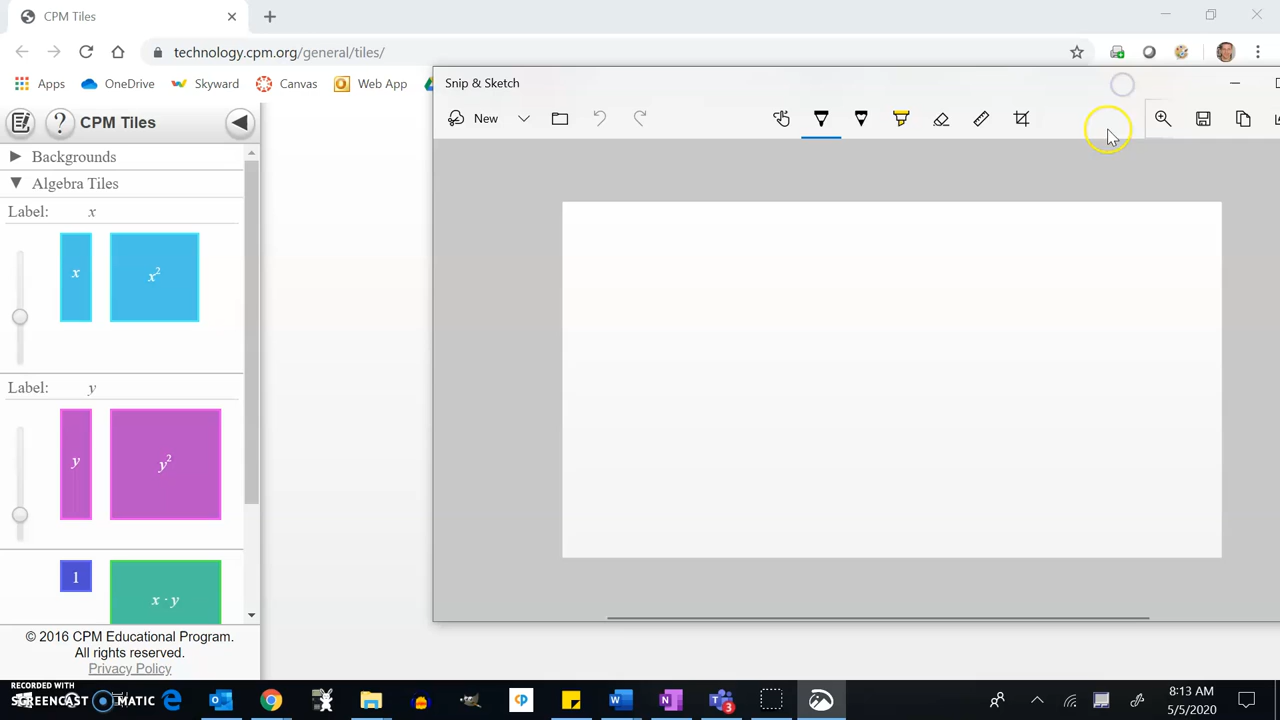 CPM Tiles
technology.cpm.org/general/tiles/
Apps OneDrive Skyward Canvas Web App
Snip & Sketch
New
CPM Tiles
Backgrounds
Algebra Tiles
Label: x
x x²
Label: y
y y²
1 x · y
© 2016 CPM Educational Program.
All rights reserved.
Privacy Policy
RECORDED WITH
SCREENCAST MATIC
3
8:13 AM
5/5/2020